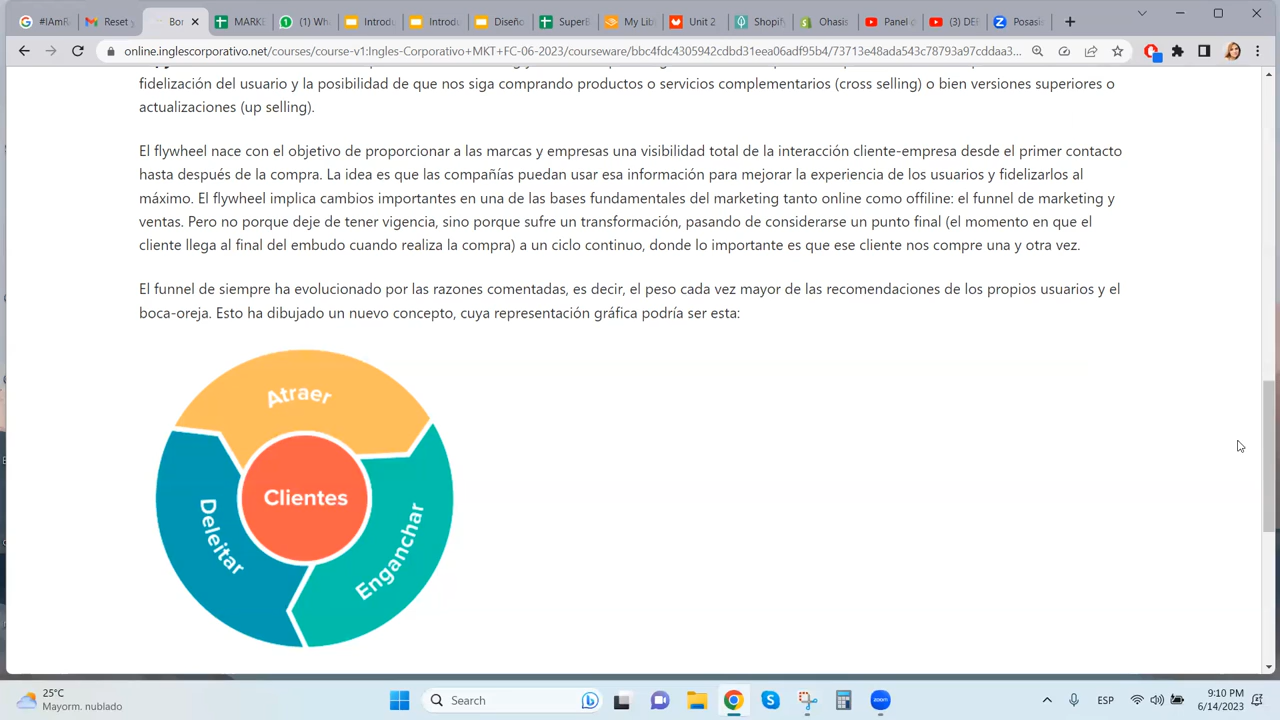 #IAmR
Reset y
Bor
MARKE
(1) Wh
Introdu
Introdu
Diseño
SuperB
My Lib
Unit 2
Shopif
Ohasis
Panel d
(3) DE
Posasi
online.inglescorporativo.net/courses/course-v1:Ingles-Corporativo+MKT+FC-06-2023/courseware/bbc4fdc4305942cdbd31eea06adf95b4/73713e48ada543c78793a97cddaa3...
fidelización del usuario y la posibilidad de que nos siga comprando productos o servicios complementarios (cross selling) o bien versiones superiores o
actualizaciones (up selling).
El flywheel nace con el objetivo de proporcionar a las marcas y empresas una visibilidad total de la interacción cliente-empresa desde el primer contacto
hasta después de la compra. La idea es que las compañías puedan usar esa información para mejorar la experiencia de los usuarios y fidelizarlos al
máximo. El flywheel implica cambios importantes en una de las bases fundamentales del marketing tanto online como offiline: el funnel de marketing y
ventas. Pero no porque deje de tener vigencia, sino porque sufre un transformación, pasando de considerarse un punto final (el momento en que el
cliente llega al final del embudo cuando realiza la compra) a un ciclo continuo, donde lo importante es que ese cliente nos compre una y otra vez.
El funnel de siempre ha evolucionado por las razones comentadas, es decir, el peso cada vez mayor de las recomendaciones de los propios usuarios y el
boca-oreja. Esto ha dibujado un nuevo concepto, cuya representación gráfica podría ser esta:
Atraer
Clientes
Deleitar
Enganchar
25°C
Mayorm. nublado
Search
zoom
ESP
9:10 PM
6/14/2023